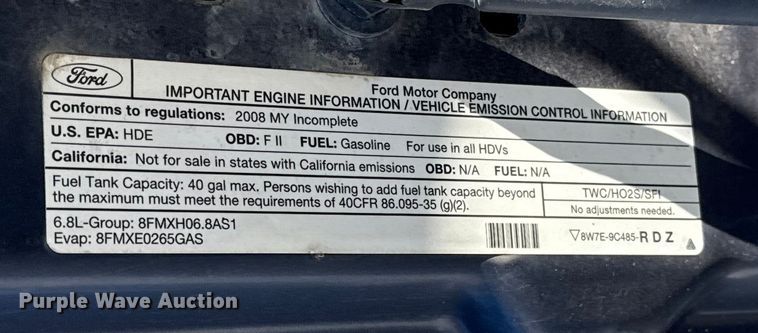 Ford
Ford Motor Company
IMPORTANT ENGINE INFORMATION / VEHICLE EMISSION CONTROL INFORMATION
Conforms to regulations: 2008 MY Incomplete
U.S. EPA: HDE OBD: F II FUEL: Gasoline For use in all HDVs
California: Not for sale in states with California emissions OBD: N/A FUEL: N/A
Fuel Tank Capacity: 40 gal max. Persons wishing to add fuel tank capacity beyond
the maximum must meet the requirements of 40CFR 86.095-35 (g)(2).
TWC/HO2S/SFI
No adjustments needed.
6.8L-Group: 8FMXH06.8AS1
Evap: 8FMXE0265GAS
▽8W7E-9C485-R D Z
Purple Wave Auction